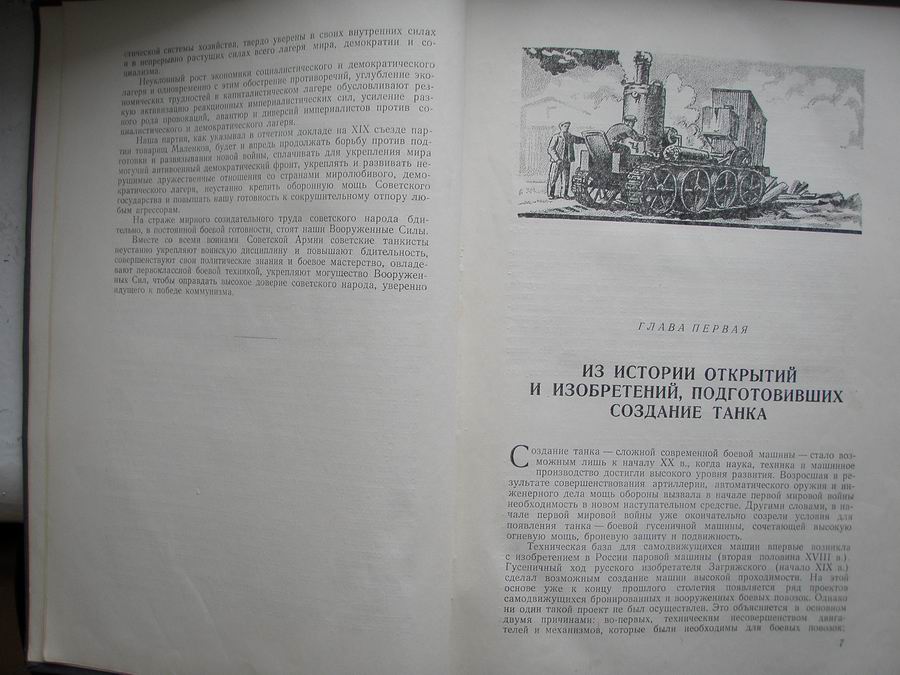 стической системы хозяйства, твердо уверены в своих внутренних силах
и в непрерывно растущих силах всего лагеря мира, демократии и со-
циализма.
Неуклонный рост экономики социалистического и демократического
лагеря и одновременно с этим обострение противоречий, углубление эко-
номических трудностей в капиталистическом лагере обусловливают рез-
кую активизацию реакционных империалистических сил, усиление раз-
ного рода провокаций, авантюр и диверсий империалистов против со-
циалистического и демократического лагеря.
Наша партия, как указывал в отчетном докладе на XIX съезде пар-
тии товарищ Маленков, будет и впредь продолжать борьбу против под-
готовки и развязывания новой войны, сплачивать для укрепления мира
могучий антивоенный демократический фронт, укреплять и развивать не-
рушимые дружественные отношения со странами миролюбивого, демо-
кратического лагеря, неустанно крепить оборонную мощь Советского
государства и повышать нашу готовность к сокрушительному отпору лю-
бым агрессорам.
На страже мирного созидательного труда советского народа бди-
тельно, в постоянной боевой готовности, стоят наши Вооруженные Силы.
Вместе со всеми воинами Советской Армии советские танкисты
неустанно укрепляют воинскую дисциплину и повышают бдительность,
совершенствуют свои политические знания и боевое мастерство, овладе-
вают первоклассной боевой техникой, укрепляют могущество Вооружен-
ных Сил, чтобы оправдать высокое доверие советского народа, уверенно
идущего к победе коммунизма.
ГЛАВА ПЕРВАЯ
ИЗ ИСТОРИИ ОТКРЫТИЙ
И ИЗОБРЕТЕНИЙ, ПОДГОТОВИВШИХ
СОЗДАНИЕ ТАНКА
Создание танка — сложной современной боевой машины — стало воз-
можным лишь к началу XX в., когда наука, техника и машинное
производство достигли высокого уровня развития. Возросшая в ре-
зультате совершенствования артиллерии, автоматического оружия и ин-
женерного дела мощь обороны вызвала в начале первой мировой войны
необходимость в новом наступательном средстве. Другими словами, в на-
чале первой мировой войны уже окончательно созрели условия для
появления танка — боевой гусеничной машины, сочетающей высокую
огневую мощь, броневую защиту и подвижность.
Техническая база для самодвижущихся машин впервые возникла
с изобретением в России паровой машины (вторая половина XVIII в.).
Гусеничный ход русского изобретателя Загряжского (начало XIX в.)
сделал возможным создание машин высокой проходимости. На этой
основе уже к концу прошлого столетия появляется ряд проектов
самодвижущихся бронированных и вооруженных боевых повозок. Однако
ни один такой проект не был осуществлен. Это объясняется в основном
двумя причинами: во-первых, техническим несовершенством двига-
телей и механизмов, которые были необходимы для боевых повозок;
7